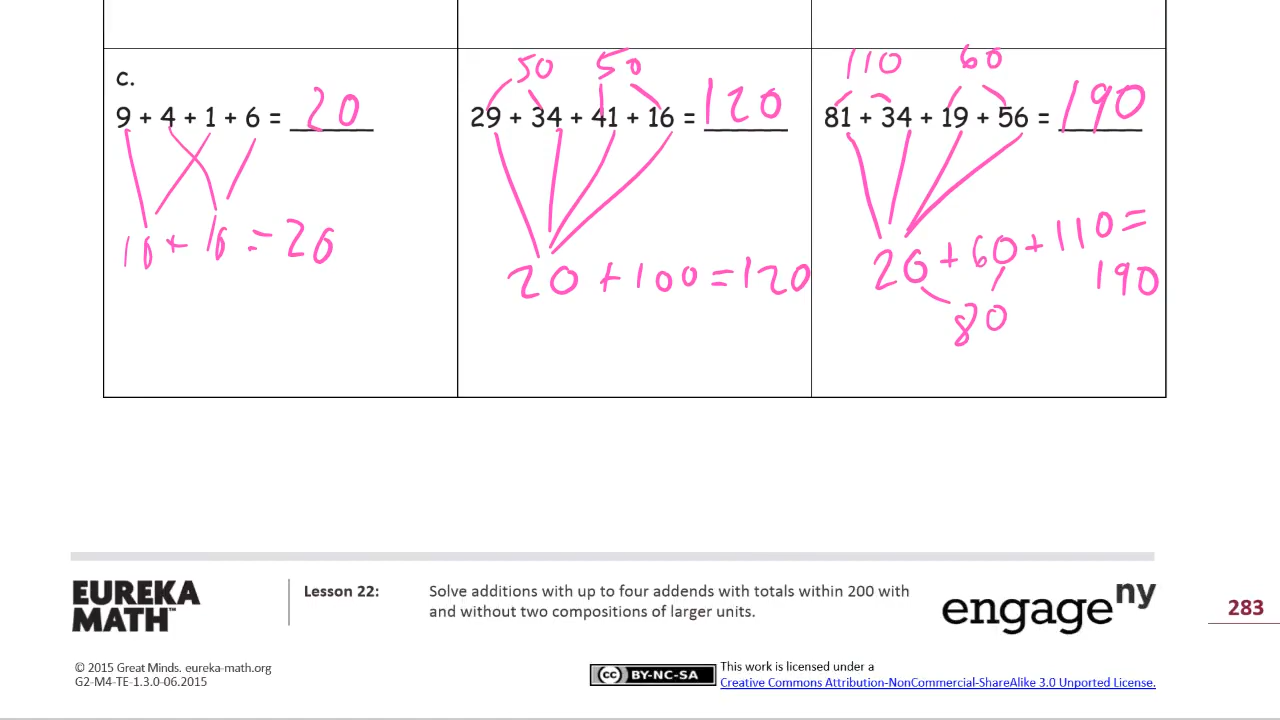 c.
9 + 4 + 1 + 6 = 20
10 + 10 = 20
50 50
29 + 34 + 41 + 16 = 120
20 + 100 = 120
110 60
81 + 34 + 19 + 56 = 190
20 + 60 + 110 =
190
80
EUREKA
MATH™
Lesson 22:
Solve additions with up to four addends with totals within 200 with
and without two compositions of larger units.
engage ny
283
© 2015 Great Minds. eureka-math.org
G2-M4-TE-1.3.0-06.2015
cc BY-NC-SA
This work is licensed under a
Creative Commons Attribution-NonCommercial-ShareAlike 3.0 Unported License.